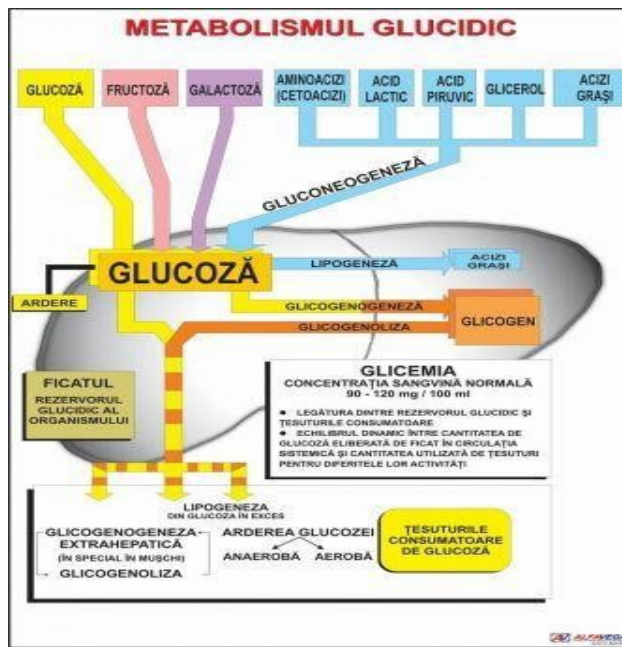 METABOLISMUL GLUCIDIC
GLUCOZĂ
FRUCTOZĂ
GALACTOZĂ
AMINOACIZI
(CETOACIZI)
ACID
LACTIC
ACID
PIRUVIC
GLICEROL
ACIZI
GRAȘI
GLUCONEOGENEZĂ
GLUCOZĂ
LIPOGENEZĂ
ACIZI
GRAȘI
ARDERE
GLICOGENOGENEZĂ
GLICOGEN
GLICOGENOLIZA
FICATUL
REZERVORUL
GLUCIDIC AL
ORGANISMULUI
GLICEMIA
CONCENTRAȚIA SANGVINĂ NORMALĂ
90 - 120 mg / 100 ml
● LEGĂTURA DINTRE REZERVORUL GLUCIDIC ȘI
ȚESUTURILE CONSUMATOARE
● ECHILIBRUL DINAMIC ÎNTRE CANTITATEA DE
GLUCOZĂ ELIBERATĂ DE FICAT ÎN CIRCULAȚIA
SISTEMICĂ ȘI CANTITATEA UTILIZATĂ DE ȚESUTURI
PENTRU DIFERITELE LOR ACTIVITĂȚI
LIPOGENEZA
DIN GLUCOZA ÎN EXCES
GLICOGENOGENEZA
EXTRAHEPATICĂ
(ÎN SPECIAL ÎN MUȘCHI)
GLICOGENOLIZA
ARDEREA GLUCOZEI
ANAEROBĂ
AEROBĂ
ȚESUTURILE
CONSUMATOARE
DE GLUCOZĂ
ALFAVEGA